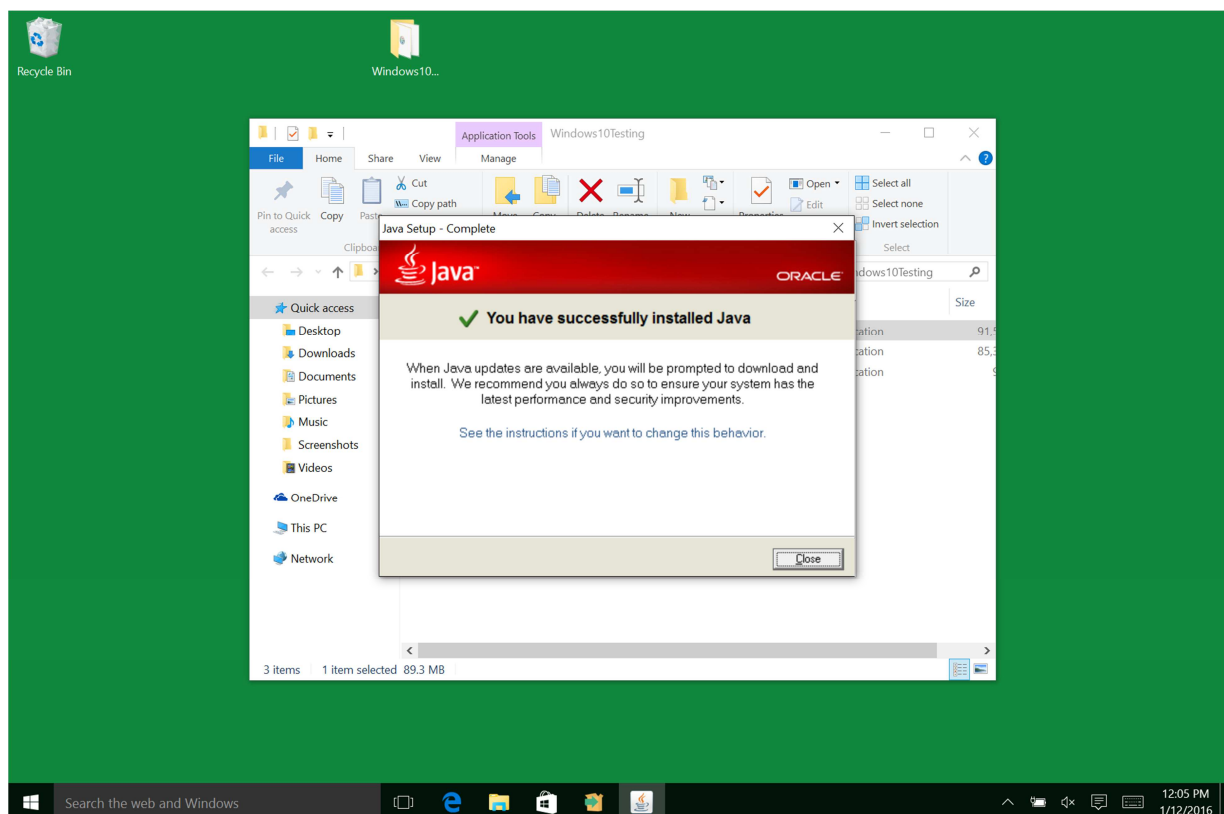 Recycle Bin
Windows10...
Application Tools
Windows10Testing
File
Home
Share
View
Manage
Pin to Quick access
Copy
Cut
Copy path
Open
Edit
Select all
Select none
Invert selection
Select
Java Setup - Complete
Java
ORACLE
You have successfully installed Java
When Java updates are available, you will be prompted to download and
install. We recommend you always do so to ensure your system has the
latest performance and security improvements.
See the instructions if you want to change this behavior.
Close
Size
Quick access
Desktop
Downloads
Documents
Pictures
Music
Screenshots
Videos
OneDrive
This PC
Network
3 items
1 item selected 89.3 MB
Search the web and Windows
12:05 PM
1/12/2016